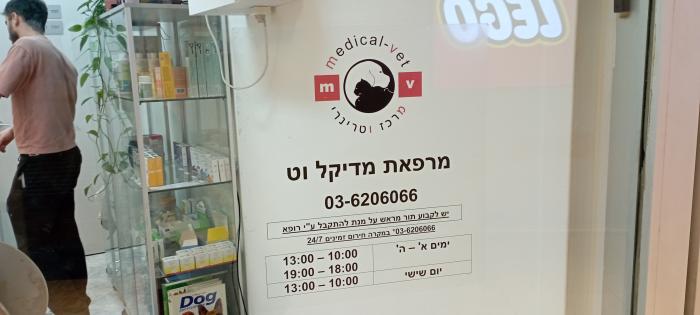 LEGO
medical-vet
m v
מרכז וטרינרי
מרפאת מדיקל וט
03-6206066
יש לקבוע תור מראש על מנת להתקבל ע"י רופא
03-6206066* במקרה חירום זמינים 24/7
ימים א' – ה' 10:00 – 13:00
18:00 – 19:00
יום שישי 10:00 – 13:00
Dog